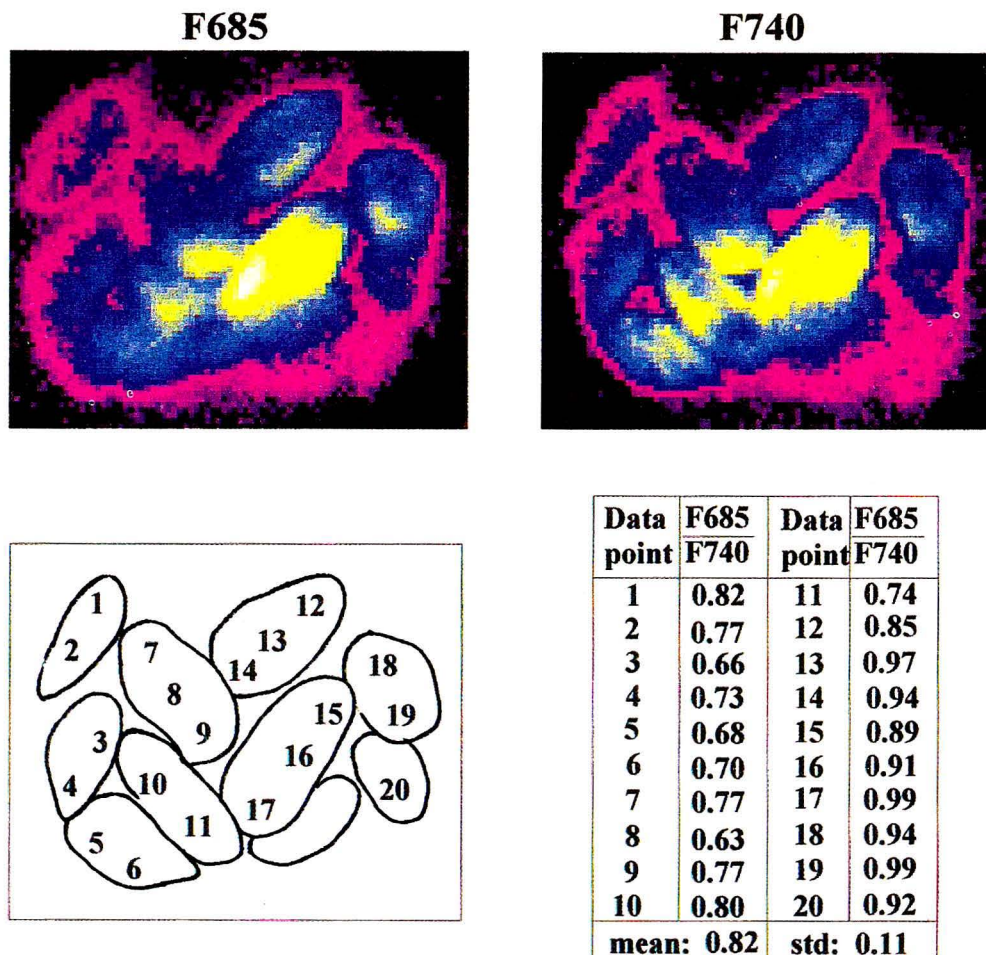 F685 F740
1 12
2 7 13
14 18
8
3 15 19
9
16
4 10 20
17
11
5
6
Data F685 Data F685
point F740 point F740
1 0.82 11 0.74
2 0.77 12 0.85
3 0.66 13 0.97
4 0.73 14 0.94
5 0.68 15 0.89
6 0.70 16 0.91
7 0.77 17 0.99
8 0.63 18 0.94
9 0.77 19 0.99
10 0.80 20 0.92
mean: 0.82 std: 0.11